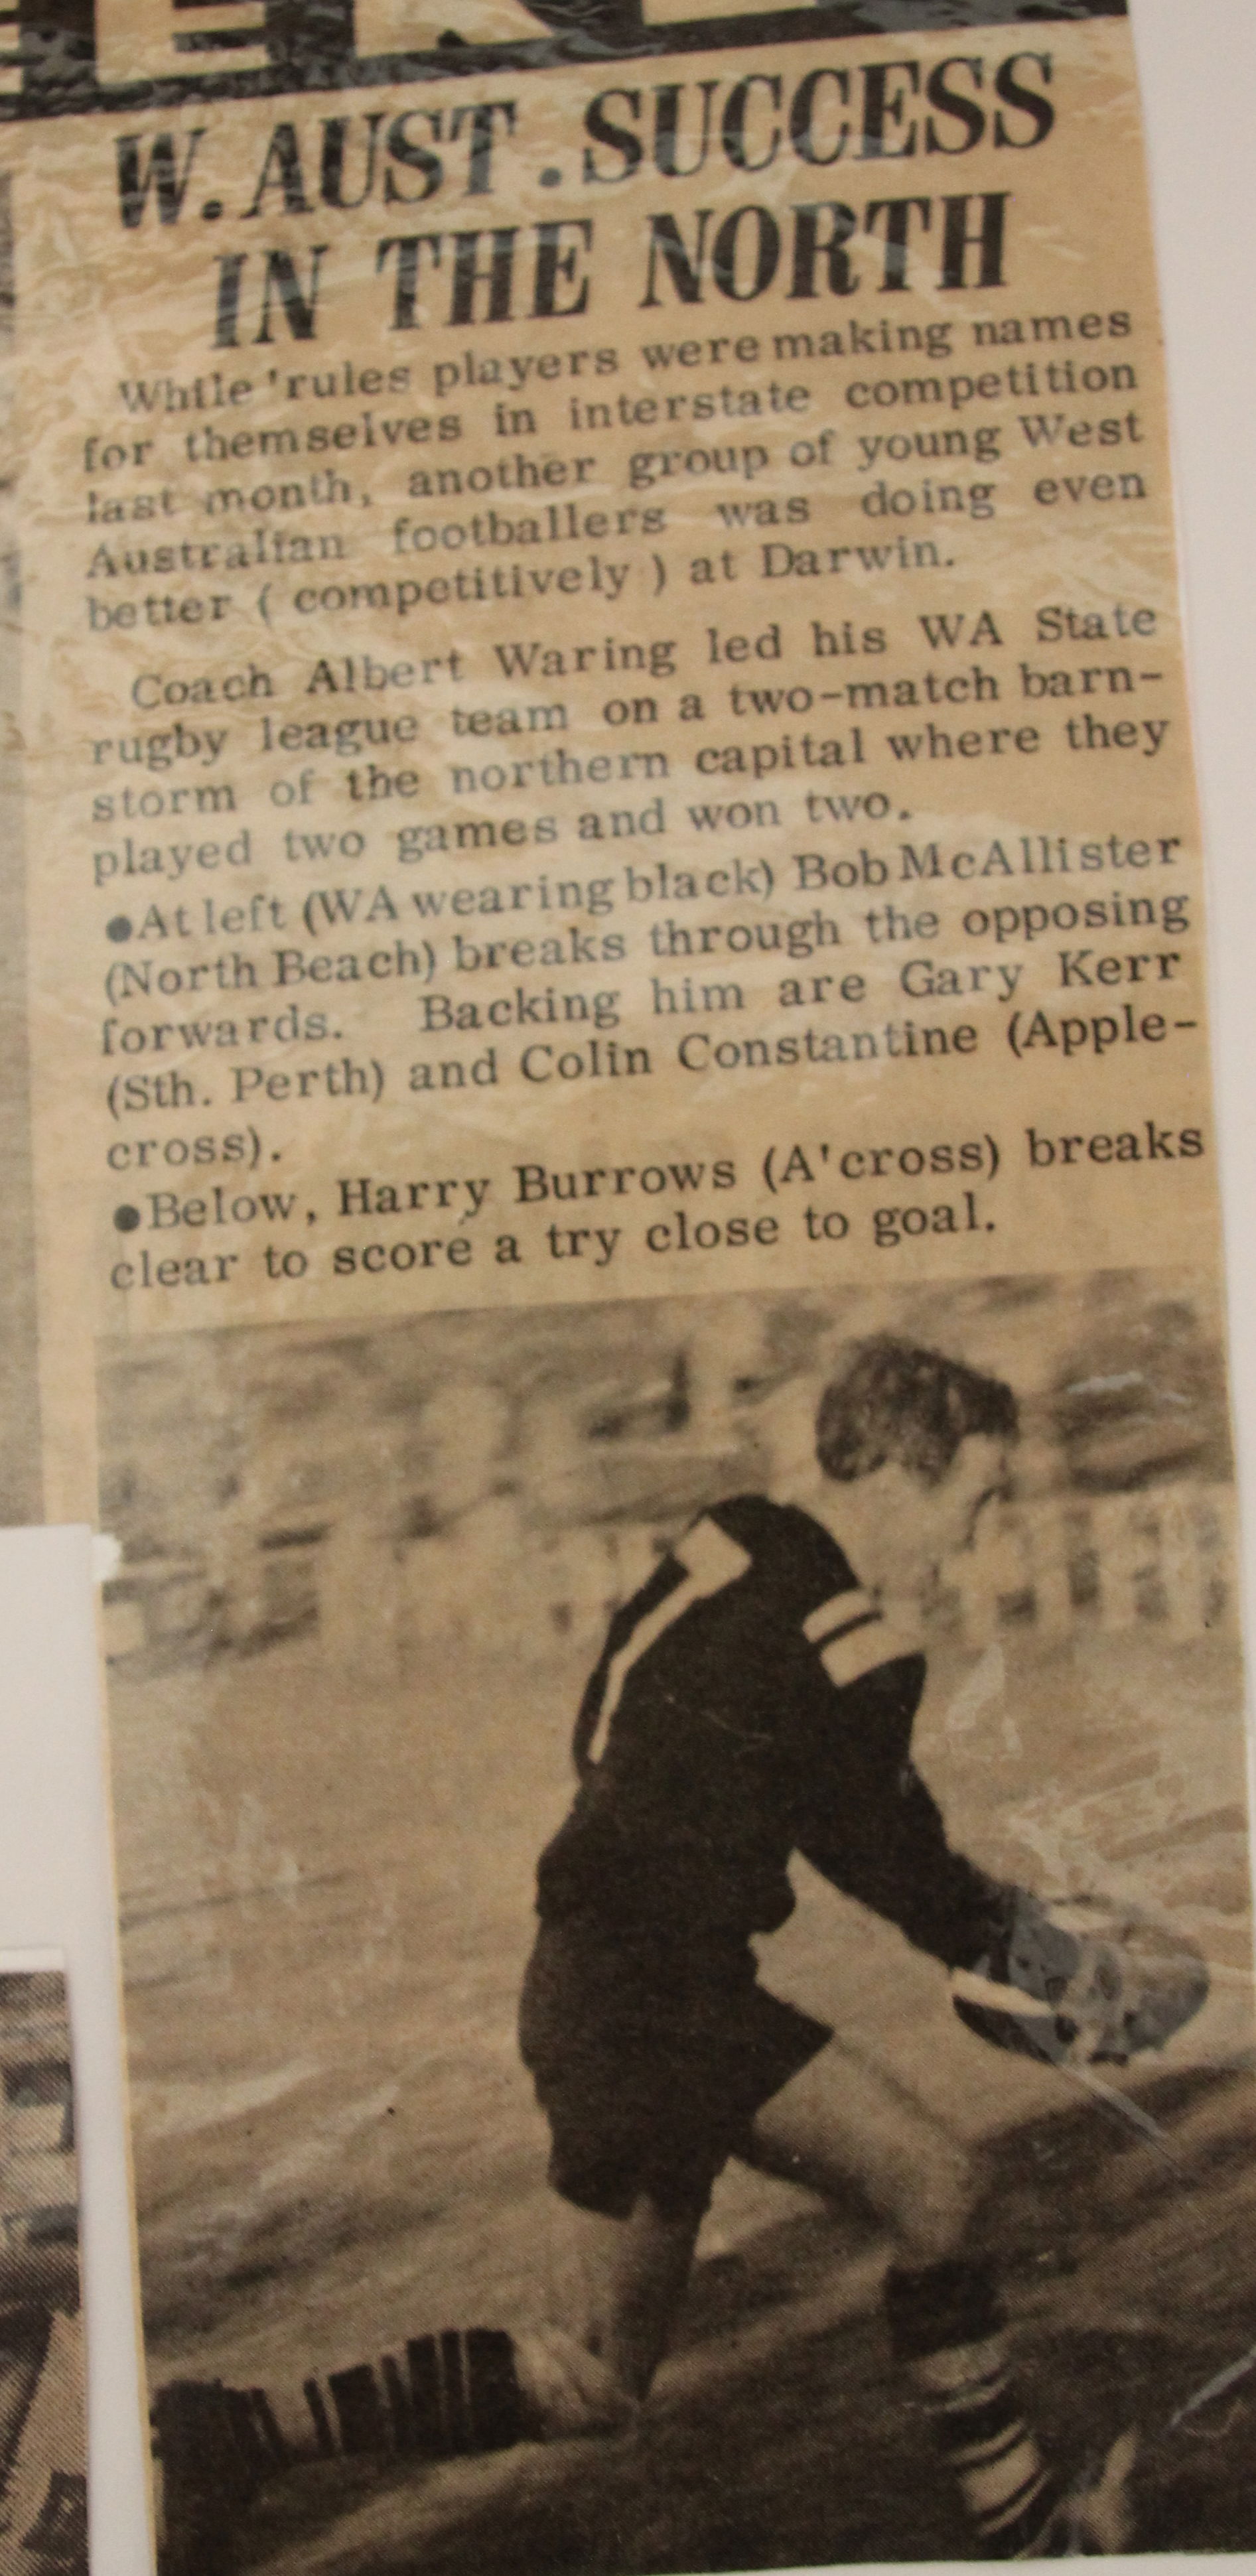 W. AUST. SUCCESS
IN THE NORTH
While 'rules players were making names
for themselves in interstate competition
last month, another group of young West
Australian footballers was doing even
better ( competitively ) at Darwin.
Coach Albert Waring led his WA State
rugby league team on a two-match barn-
storm of the northern capital where they
played two games and won two.
●At left (WA wearing black) Bob McAllister
(North Beach) breaks through the opposing
forwards. Backing him are Gary Kerr
(Sth. Perth) and Colin Constantine (Apple-
cross).
●Below, Harry Burrows (A'cross) breaks
clear to score a try close to goal.